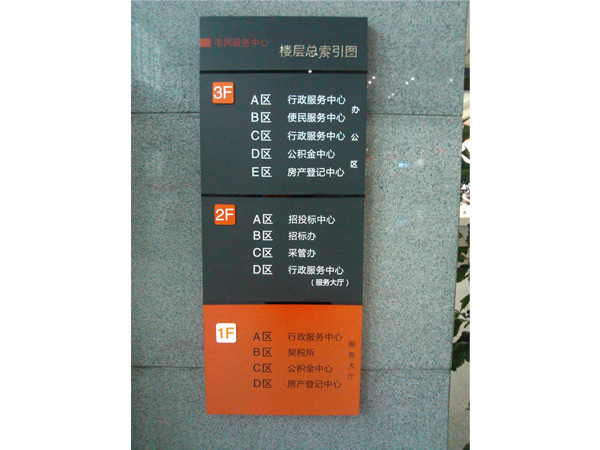 市民服务中心
楼层总索引图
3F
A区 行政服务中心
B区 便民服务中心
C区 行政服务中心
D区 公积金中心
E区 房产登记中心
办公区
2F
A区 招投标中心
B区 招标办
C区 采管办
D区 行政服务中心
(服务大厅)
1F
A区 行政服务中心
B区 契税所
C区 公积金中心
D区 房产登记中心
服务大厅